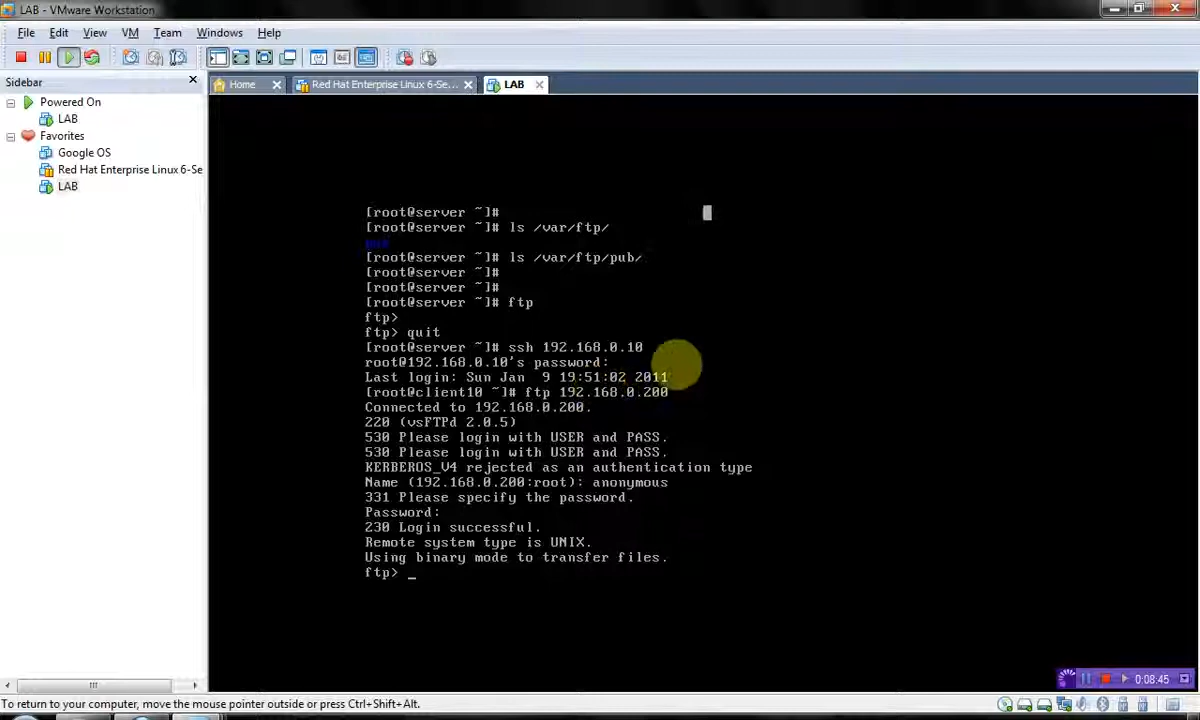 LAB - VMware Workstation
File Edit View VM Team Windows Help
Sidebar
Home
Red Hat Enterprise Linux 6-Se...
LAB
Powered On
LAB
Favorites
Google OS
Red Hat Enterprise Linux 6-Se
LAB
[root@server ~]#
[root@server ~]# ls /var/ftp/
pub
[root@server ~]# ls /var/ftp/pub/
[root@server ~]#
[root@server ~]#
[root@server ~]# ftp
ftp>
ftp> quit
[root@server ~]# ssh 192.168.0.10
root@192.168.0.10's password:
Last login: Sun Jan  9 19:51:02 2011
[root@client10 ~]# ftp 192.168.0.200
Connected to 192.168.0.200.
220 (vsFTPd 2.0.5)
530 Please login with USER and PASS.
530 Please login with USER and PASS.
KERBEROS_V4 rejected as an authentication type
Name (192.168.0.200:root): anonymous
331 Please specify the password.
Password:
230 Login successful.
Remote system type is UNIX.
Using binary mode to transfer files.
ftp> _
0:08:45
To return to your computer, move the mouse pointer outside or press Ctrl+Shift+Alt.